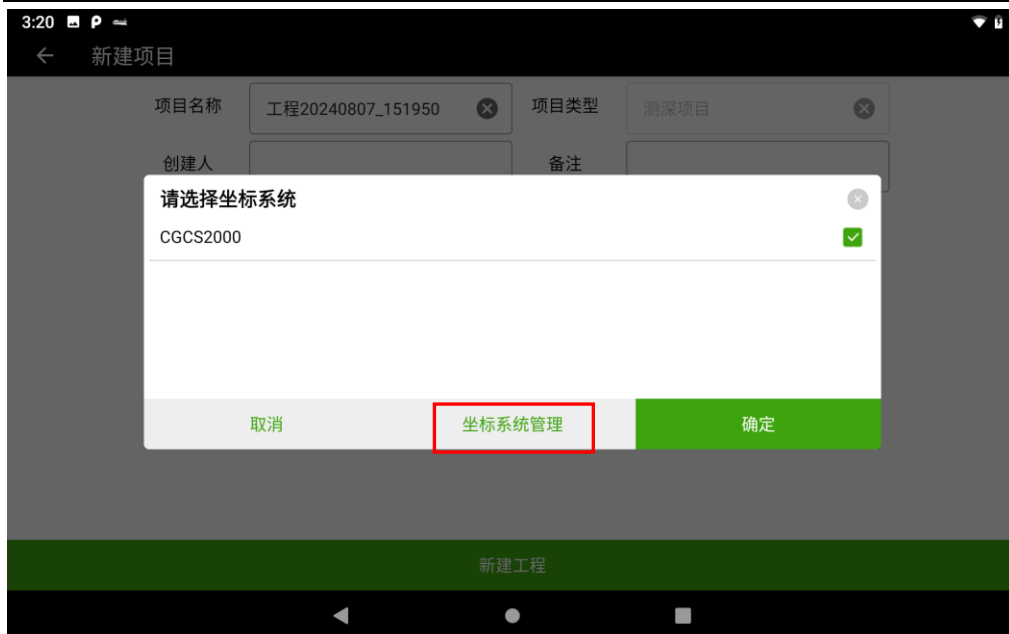 3:20
新建项目
项目名称 工程20240807_151950 项目类型 测深项目
创建人 备注
请选择坐标系统
CGCS2000
取消 坐标系统管理 确定
新建工程